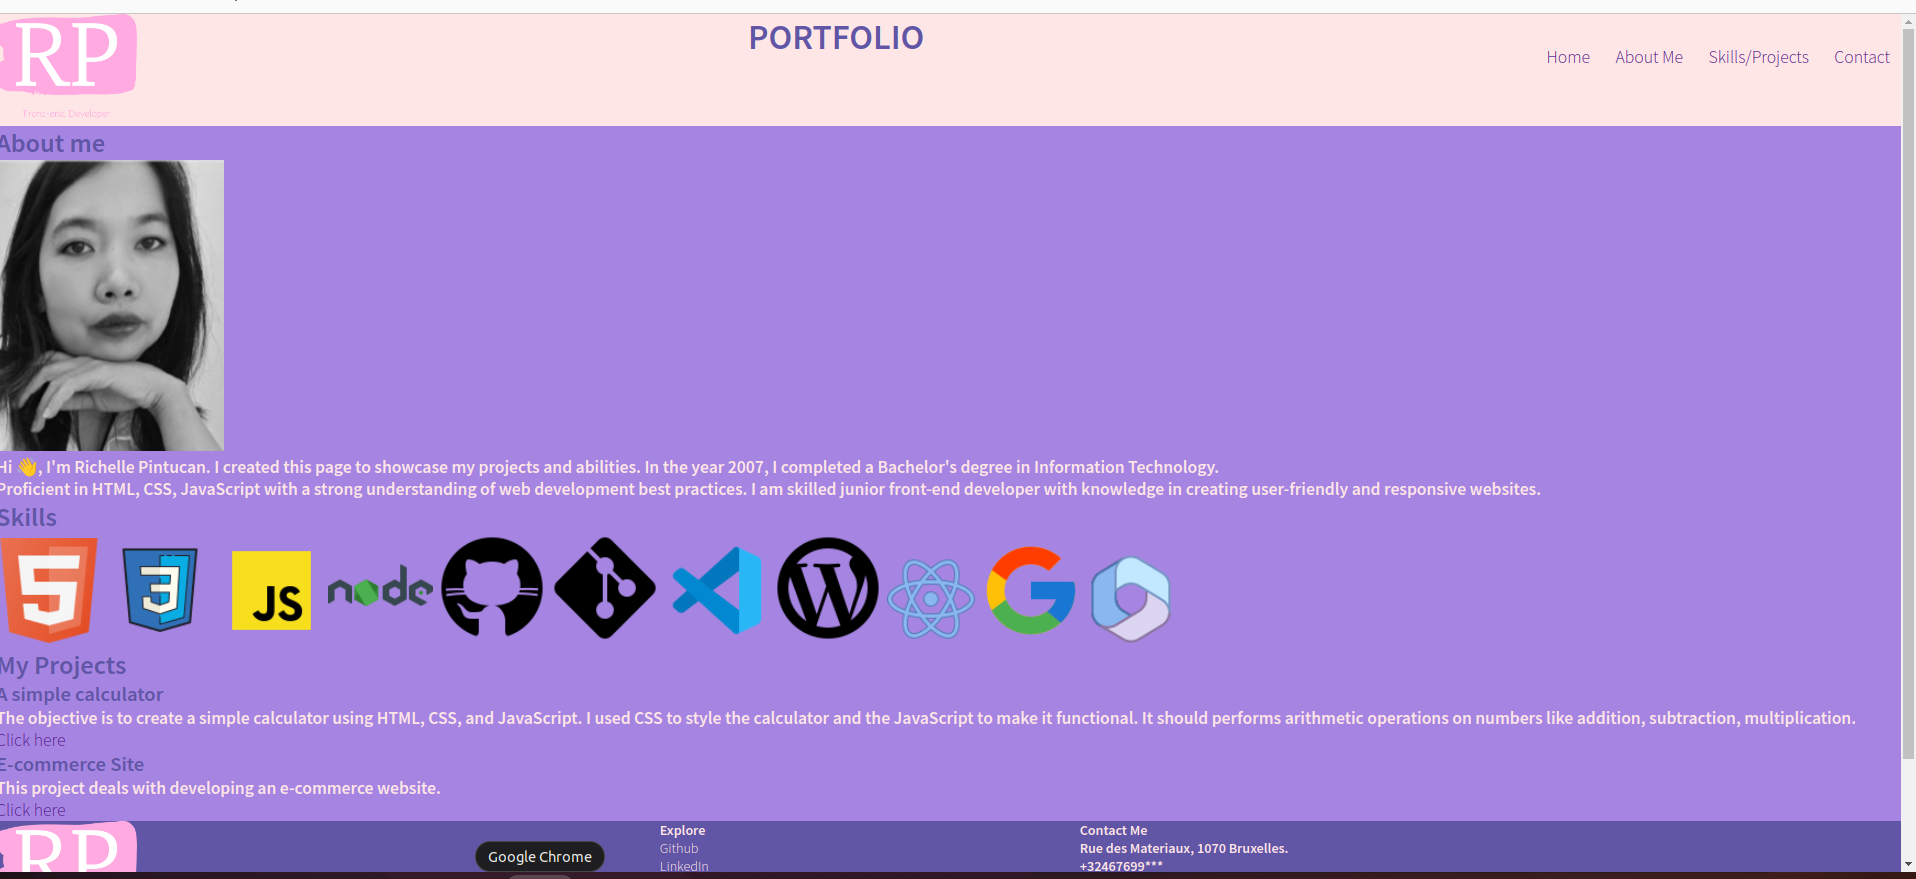 RP
PORTFOLIO
Home About Me Skills/Projects Contact
Front-end Developer
About me
Hi 👋, I'm Richelle Pintucan. I created this page to showcase my projects and abilities. In the year 2007, I completed a Bachelor's degree in Information Technology.
Proficient in HTML, CSS, JavaScript with a strong understanding of web development best practices. I am skilled junior front-end developer with knowledge in creating user-friendly and responsive websites.
Skills
5 3 JS node W G
My Projects
A simple calculator
The objective is to create a simple calculator using HTML, CSS, and JavaScript. I used CSS to style the calculator and the JavaScript to make it functional. It should performs arithmetic operations on numbers like addition, subtraction, multiplication.
Click here
E-commerce Site
This project deals with developing an e-commerce website.
Click here
RP
Google Chrome
Explore
Github
LinkedIn
Contact Me
Rue des Materiaux, 1070 Bruxelles.
+32467699***